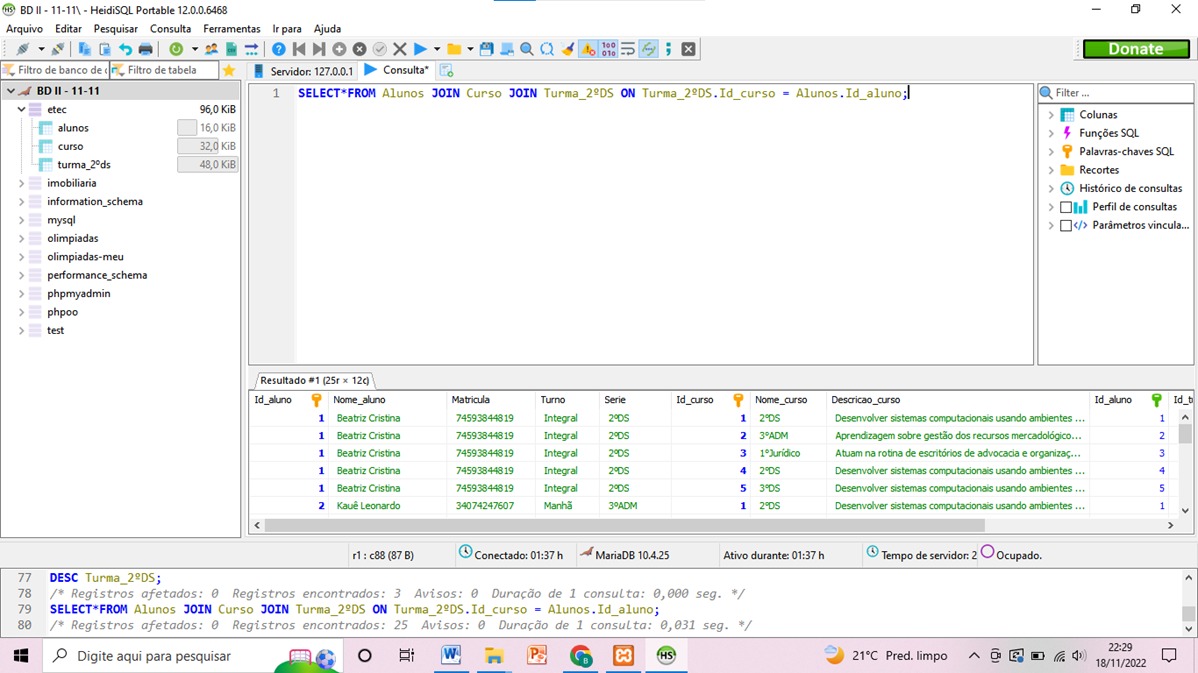 BD II - 11-11\ - HeidiSQL Portable 12.0.0.6468
Arquivo Editar Pesquisar Consulta Ferramentas Ir para Ajuda
Donate
Filtro de banco de Filtro de tabela
Servidor: 127.0.0.1 Consulta*
BD II - 11-11
etec 96,0 KiB
alunos 16,0 KiB
curso 32,0 KiB
turma_2ºds 48,0 KiB
imobiliaria
information_schema
mysql
olimpiadas
olimpiadas-meu
performance_schema
phpmyadmin
phpoo
test
1 SELECT*FROM Alunos JOIN Curso JOIN Turma_2ºDS ON Turma_2ºDS.Id_curso = Alunos.Id_aluno;
Filter ...
Colunas
Funções SQL
Palavras-chaves SQL
Recortes
Histórico de consultas
Perfil de consultas
Parâmetros vincula...
Resultado #1 (25r × 12c)
Id_aluno Nome_aluno Matricula Turno Serie Id_curso Nome_curso Descricao_curso Id_aluno Id_t
1 Beatriz Cristina 74593844819 Integral 2ºDS 1 2ºDS Desenvolver sistemas computacionais usando ambientes ... 1
1 Beatriz Cristina 74593844819 Integral 2ºDS 2 3ºADM Aprendizagem sobre gestão dos recursos mercadológico... 2
1 Beatriz Cristina 74593844819 Integral 2ºDS 3 1ºJurídico Atuam na rotina de escritórios de advocacia e organizaç... 3
1 Beatriz Cristina 74593844819 Integral 2ºDS 4 2ºDS Desenvolver sistemas computacionais usando ambientes ... 4
1 Beatriz Cristina 74593844819 Integral 2ºDS 5 3ºDS Desenvolver sistemas computacionais usando ambientes ... 5
2 Kauê Leonardo 34074247607 Manhã 3ºADM 1 2ºDS Desenvolver sistemas computacionais usando ambientes ... 1
r1 : c88 (87 B) Conectado: 01:37 h MariaDB 10.4.25 Ativo durante: 01:37 h Tempo de servidor: 2 Ocupado.
77 DESC Turma_2ºDS;
78 /* Registros afetados: 0 Registros encontrados: 3 Avisos: 0 Duração de 1 consulta: 0,000 seg. */
79 SELECT*FROM Alunos JOIN Curso JOIN Turma_2ºDS ON Turma_2ºDS.Id_curso = Alunos.Id_aluno;
80 /* Registros afetados: 0 Registros encontrados: 25 Avisos: 0 Duração de 1 consulta: 0,031 seg. */
Digite aqui para pesquisar
21°C Pred. limpo
22:29
18/11/2022